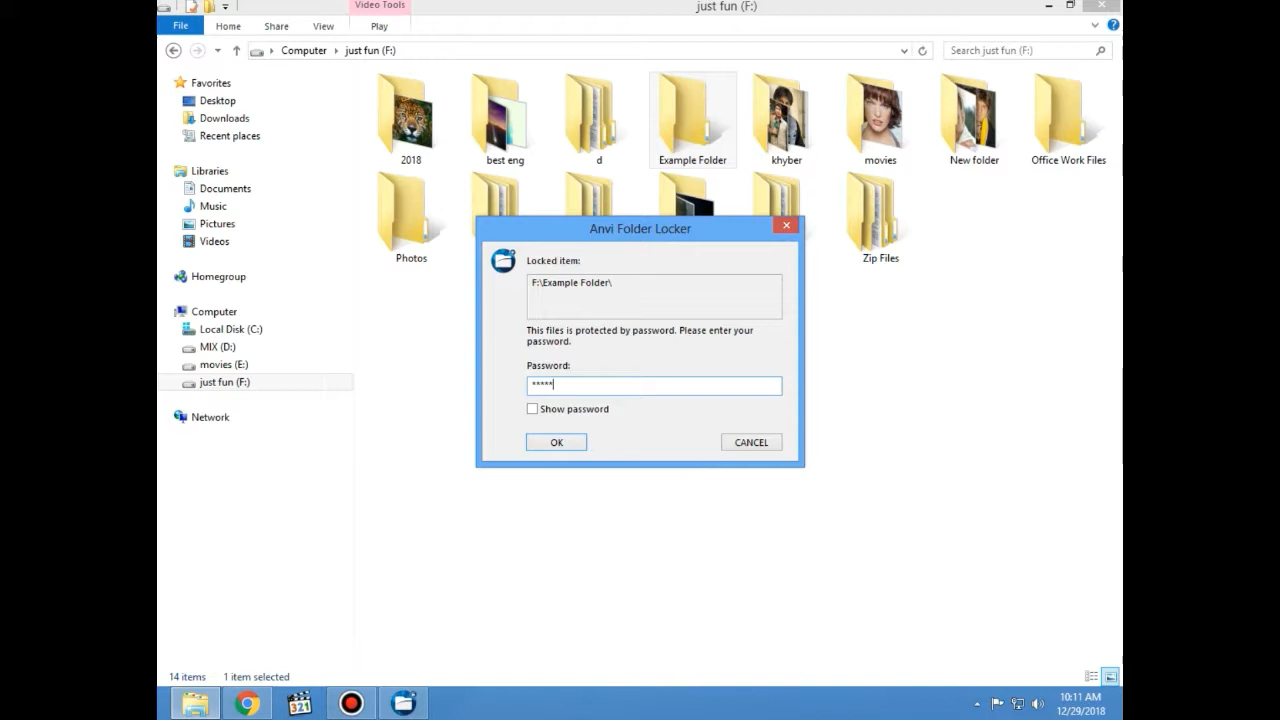 Video Tools
just fun (F:)
File
Home
Share
View
Play
Computer
just fun (F:)
Search just fun (F:)
Favorites
Desktop
Downloads
Recent places
Libraries
Documents
Music
Pictures
Videos
Homegroup
Computer
Local Disk (C:)
MIX (D:)
movies (E:)
just fun (F:)
Network
2018
best eng
d
Example Folder
khyber
movies
New folder
Office Work Files
Photos
Zip Files
Anvi Folder Locker
Locked item:
F:\Example Folder\
This files is protected by password. Please enter your
password.
Password:
*****
Show password
OK
CANCEL
14 items
1 item selected
321
10:11 AM
12/29/2018